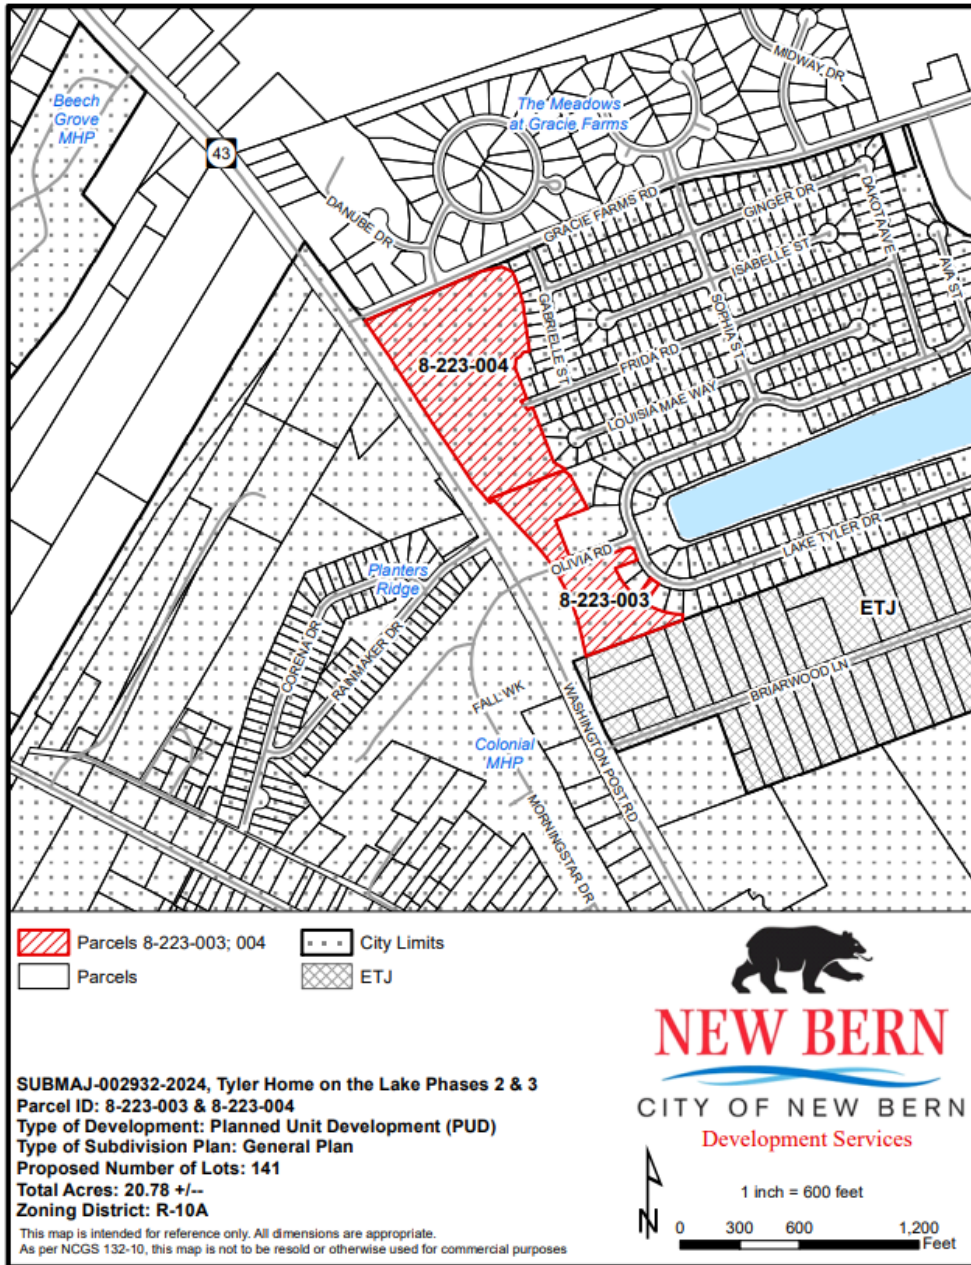 Beech
Grove
MHP
43
The Meadows
at Gracie Farms
MIDWAY DR
DANUBE DR
GRACIE FARMS RD
GINGER DR
DAKOTA AVE
AVA ST
ISABELLE ST
GABRIELLE ST
SOPHIA ST
FRIDA RD
LOUISIA MAE WAY
8-223-004
LAKE TYLER DR
OLIVIA RD
Planters
Ridge
8-223-003
ETJ
CORENA DR
RAINMAKER DR
BRIARWOOD LN
FALL WK
WASHINGTON POST RD
Colonial
MHP
MORNINGSTAR DR
Parcels 8-223-003; 004
City Limits
Parcels
ETJ
NEW BERN
CITY OF NEW BERN
Development Services
SUBMAJ-002932-2024, Tyler Home on the Lake Phases 2 & 3
Parcel ID: 8-223-003 & 8-223-004
Type of Development: Planned Unit Development (PUD)
Type of Subdivision Plan: General Plan
Proposed Number of Lots: 141
Total Acres: 20.78 +/--
Zoning District: R-10A
This map is intended for reference only. All dimensions are appropriate.
As per NCGS 132-10, this map is not to be resold or otherwise used for commercial purposes
N
1 inch = 600 feet
0 300 600 1,200
Feet